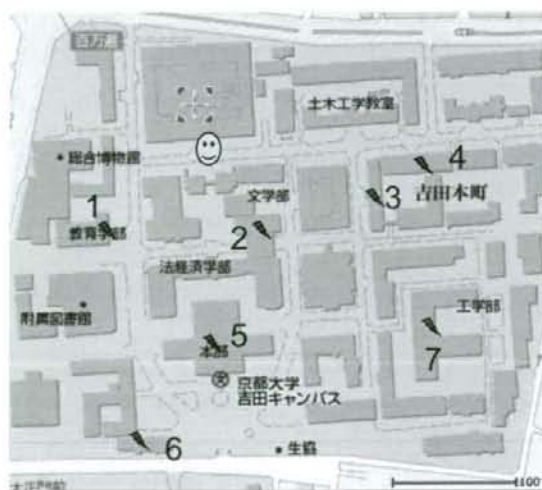 土木工学教室
総合博物館
4
吉田本町
1
3
文学部
教育学部
2
法経済学部
附属図書館
工学部
5
本部
7
京都大学
吉田キャンパス
6
生協
100